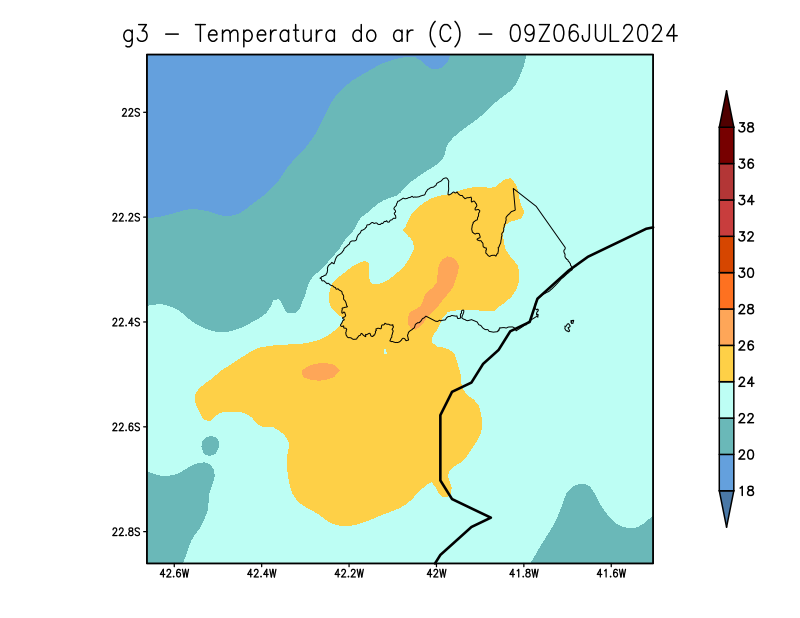 g3 − Temperatura do ar (C) − 09Z06JUL2024
22S
22.2S
22.4S
22.6S
22.8S
42.6W
42.4W
42.2W
42W
41.8W
41.6W
38
36
34
32
30
28
26
24
22
20
18